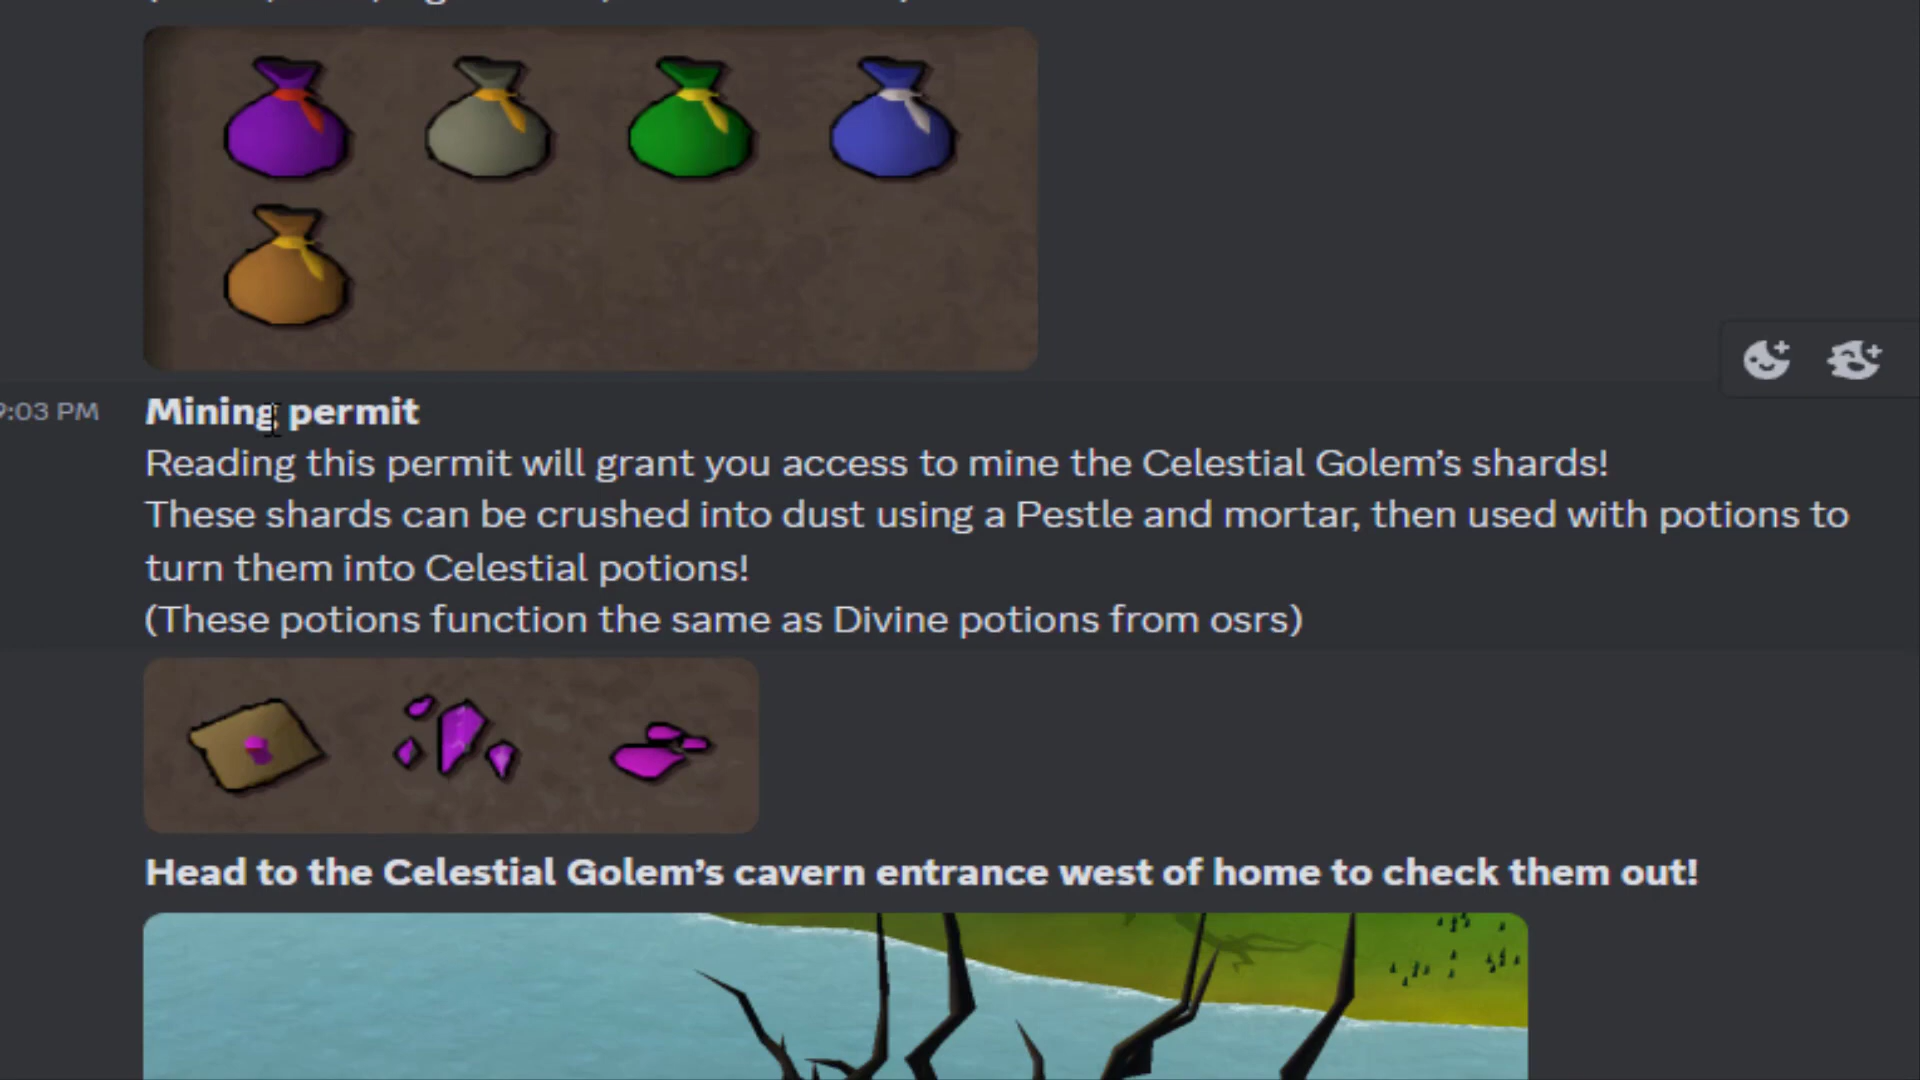 9:03 PM
Mining permit
Reading this permit will grant you access to mine the Celestial Golem’s shards!
These shards can be crushed into dust using a Pestle and mortar, then used with potions to
turn them into Celestial potions!
(These potions function the same as Divine potions from osrs)
Head to the Celestial Golem’s cavern entrance west of home to check them out!